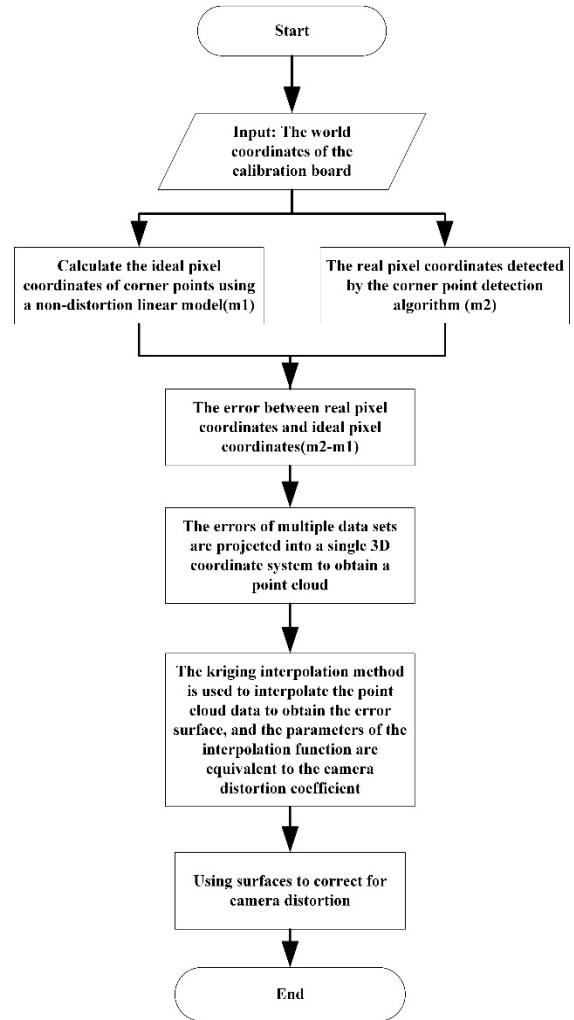 Start
Input: The world
coordinates of the
calibration board
Calculate the ideal pixel
coordinates of corner points using
a non-distortion linear model(m1)
The real pixel coordinates detected
by the corner point detection
algorithm (m2)
The error between real pixel
coordinates and ideal pixel
coordinates(m2-m1)
The errors of multiple data sets
are projected into a single 3D
coordinate system to obtain a
point cloud
The kriging interpolation method
is used to interpolate the point
cloud data to obtain the error
surface, and the parameters of the
interpolation function are
equivalent to the camera
distortion coefficient
Using surfaces to correct for
camera distortion
End